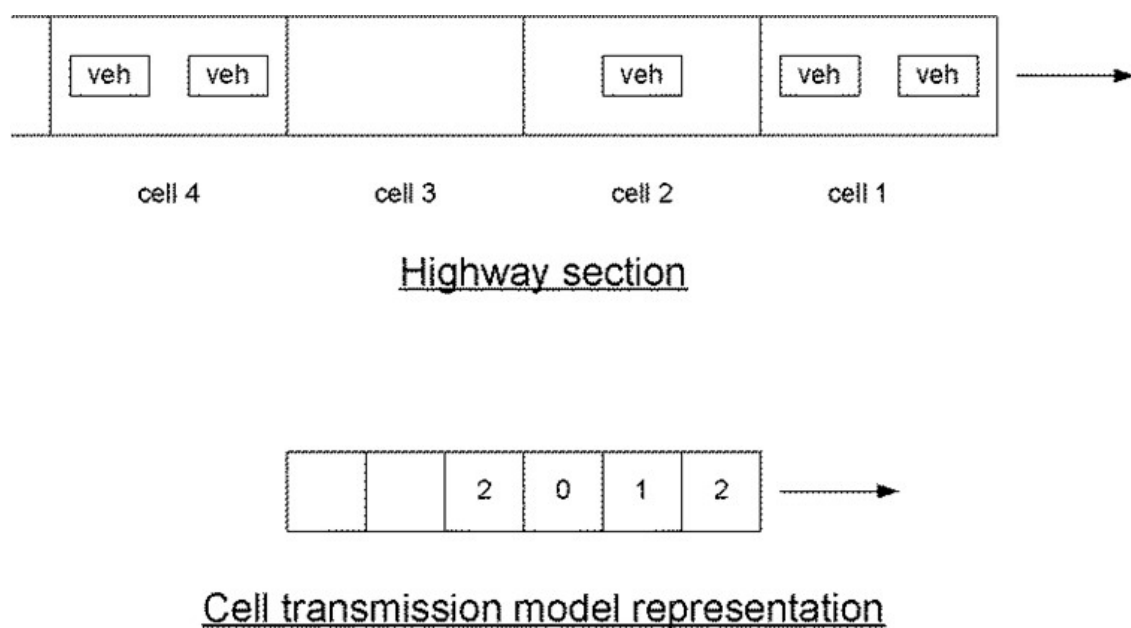 veh veh veh veh veh
cell 4 cell 3 cell 2 cell 1
Highway section
2 0 1 2
Cell transmission model representation